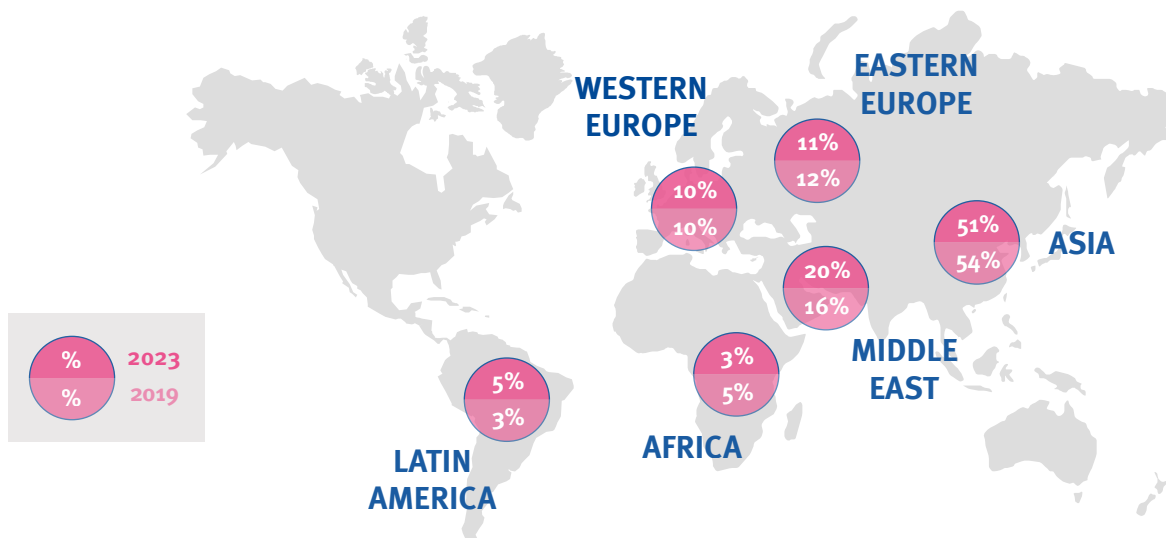 WESTERN
EUROPE
10%
10%
EASTERN
EUROPE
11%
12%
51%
54%
ASIA
20%
16%
MIDDLE
EAST
3%
5%
AFRICA
5%
3%
LATIN
AMERICA
% 2023
% 2019